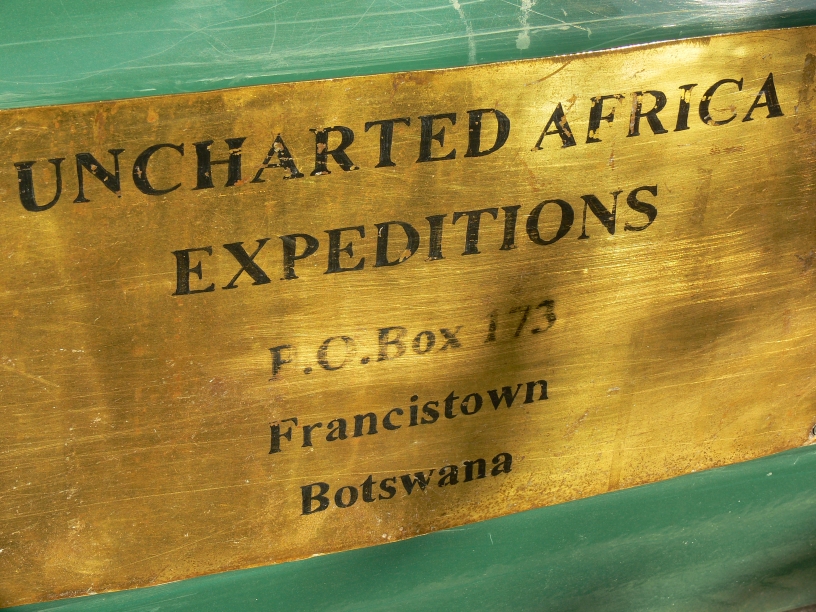 UNCHARTED AFRICA
EXPEDITIONS
P.O.Box 173
Francistown
Botswana